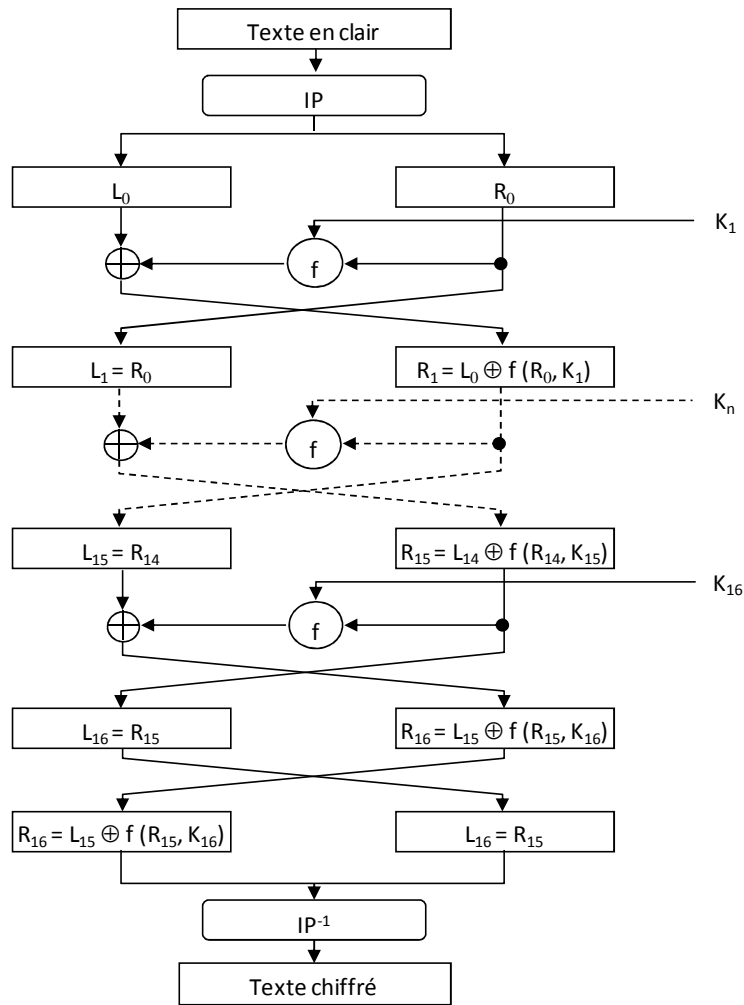 Texte en clair
IP
L₀
R₀
K₁
f
L₁ = R₀
R₁ = L₀ ⊕ f (R₀, K₁)
Kₙ
f
L₁₅ = R₁₄
R₁₅ = L₁₄ ⊕ f (R₁₄, K₁₅)
K₁₆
f
L₁₆ = R₁₅
R₁₆ = L₁₅ ⊕ f (R₁₅, K₁₆)
R₁₆ = L₁₅ ⊕ f (R₁₅, K₁₆)
L₁₆ = R₁₅
IP⁻¹
Texte chiffré